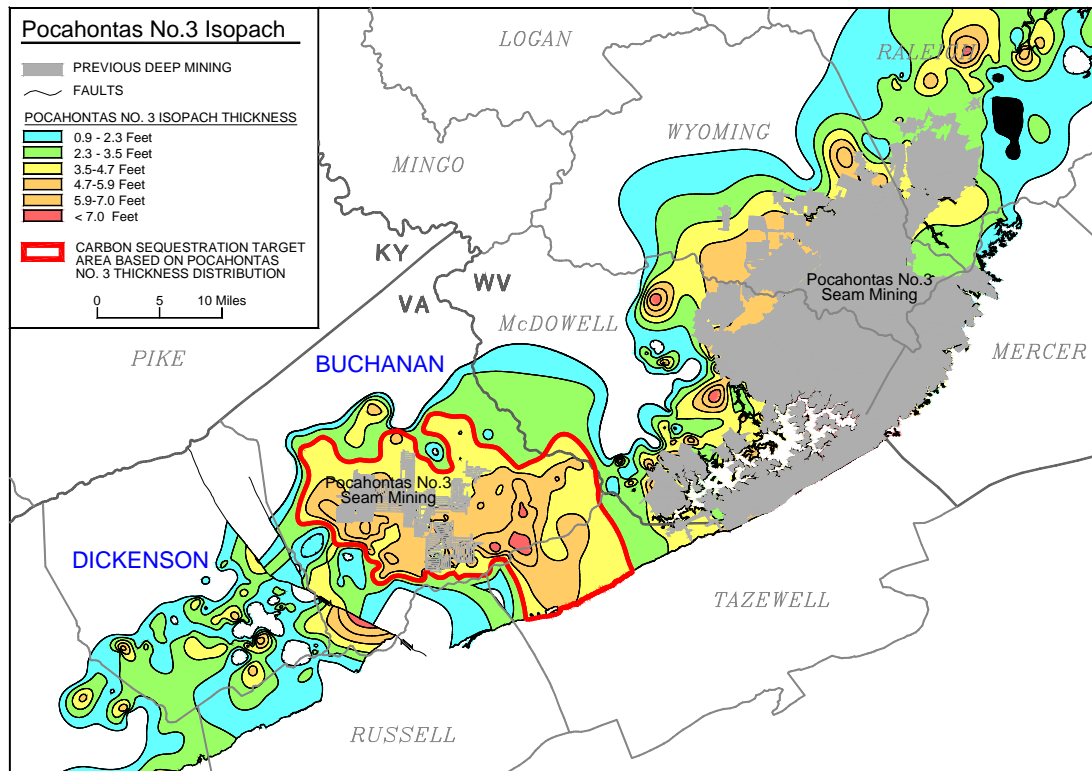 Pocahontas No.3 Isopach
PREVIOUS DEEP MINING
FAULTS
POCAHONTAS NO. 3 ISOPACH THICKNESS
0.9 - 2.3 Feet
2.3 - 3.5 Feet
3.5-4.7 Feet
4.7-5.9 Feet
5.9-7.0 Feet
< 7.0 Feet
CARBON SEQUESTRATION TARGET
AREA BASED ON POCAHONTAS
NO. 3 THICKNESS DISTRIBUTION
0 5 10 Miles
LOGAN
RALEIGH
WYOMING
MINGO
KY
WV
VA
Pocahontas No.3
Seam Mining
McDOWELL
MERCER
PIKE
BUCHANAN
Pocahontas No.3
Seam Mining
DICKENSON
TAZEWELL
RUSSELL